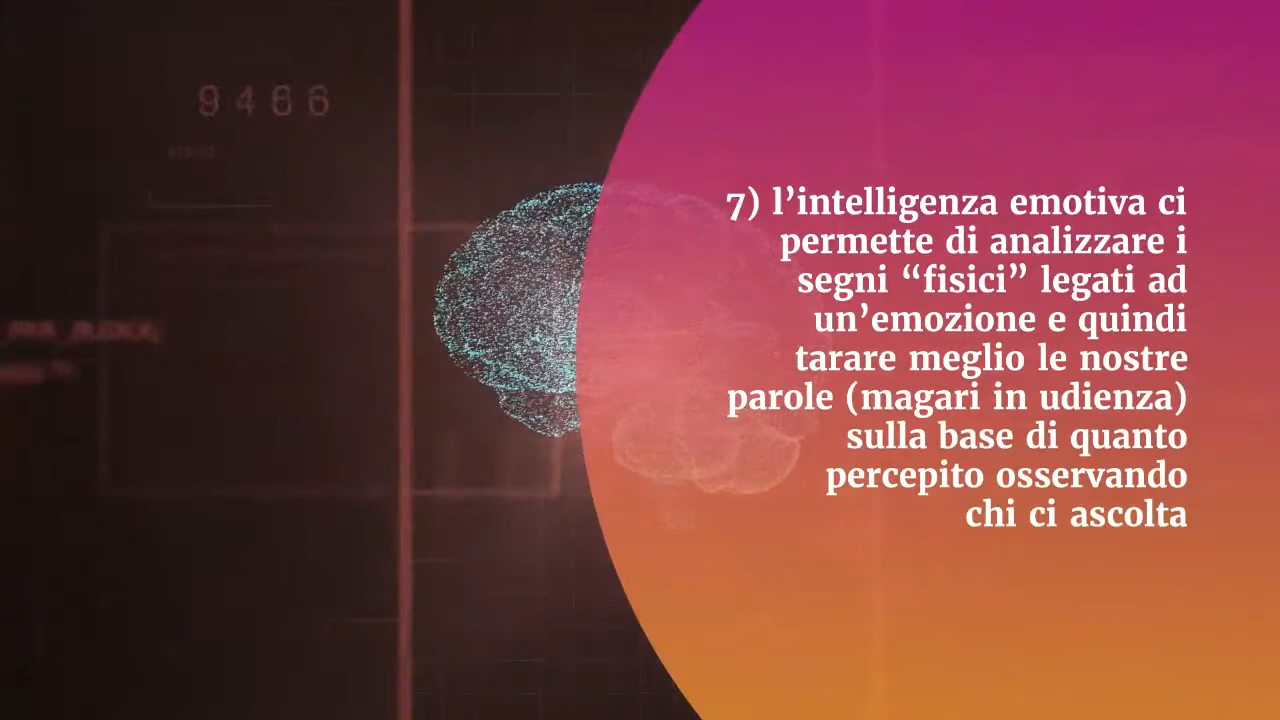 9466
7) l’intelligenza emotiva ci
permette di analizzare i
segni “fisici” legati ad
un’emozione e quindi
tarare meglio le nostre
parole (magari in udienza)
sulla base di quanto
percepito osservando
chi ci ascolta